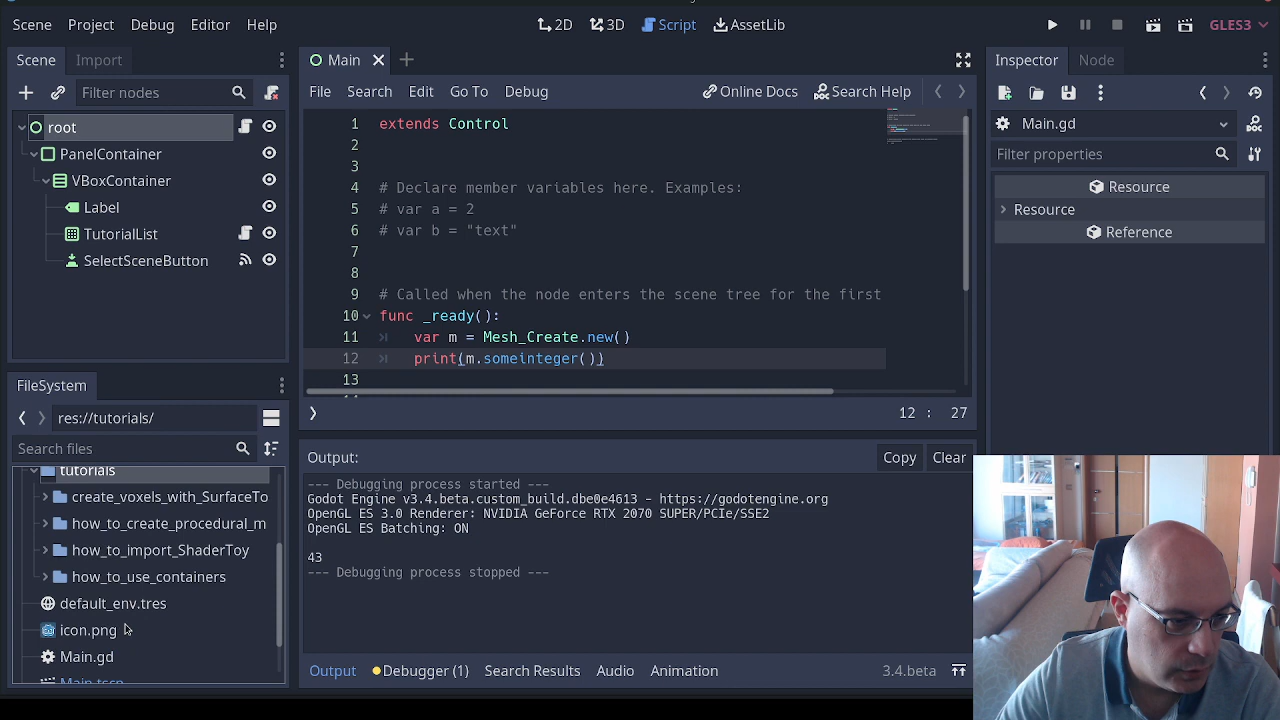 Scene Project Debug Editor Help 2D 3D Script AssetLib GLES3
Scene Import
Filter nodes
root
PanelContainer
VBoxContainer
Label
TutorialList
SelectSceneButton
FileSystem
res://tutorials/
Search files
tutorials
create_voxels_with_SurfaceTo
how_to_create_procedural_m
how_to_import_ShaderToy
how_to_use_containers
default_env.tres
icon.png
Main.gd
Main.tscn
Main
File Search Edit Go To Debug Online Docs Search Help
1 extends Control
2
3
4 # Declare member variables here. Examples:
5 # var a = 2
6 # var b = "text"
7
8
9 # Called when the node enters the scene tree for the first
10 func _ready():
11 var m = Mesh_Create.new()
12 print(m.someinteger())
13
12 : 27
Output: Copy Clear
--- Debugging process started ---
Godot Engine v3.4.beta.custom_build.dbe0e4613 - https://godotengine.org
OpenGL ES 3.0 Renderer: NVIDIA GeForce RTX 2070 SUPER/PCIe/SSE2
OpenGL ES Batching: ON
43
--- Debugging process stopped ---
Output Debugger (1) Search Results Audio Animation 3.4.beta
Inspector Node
Main.gd
Filter properties
Resource
Resource
Reference